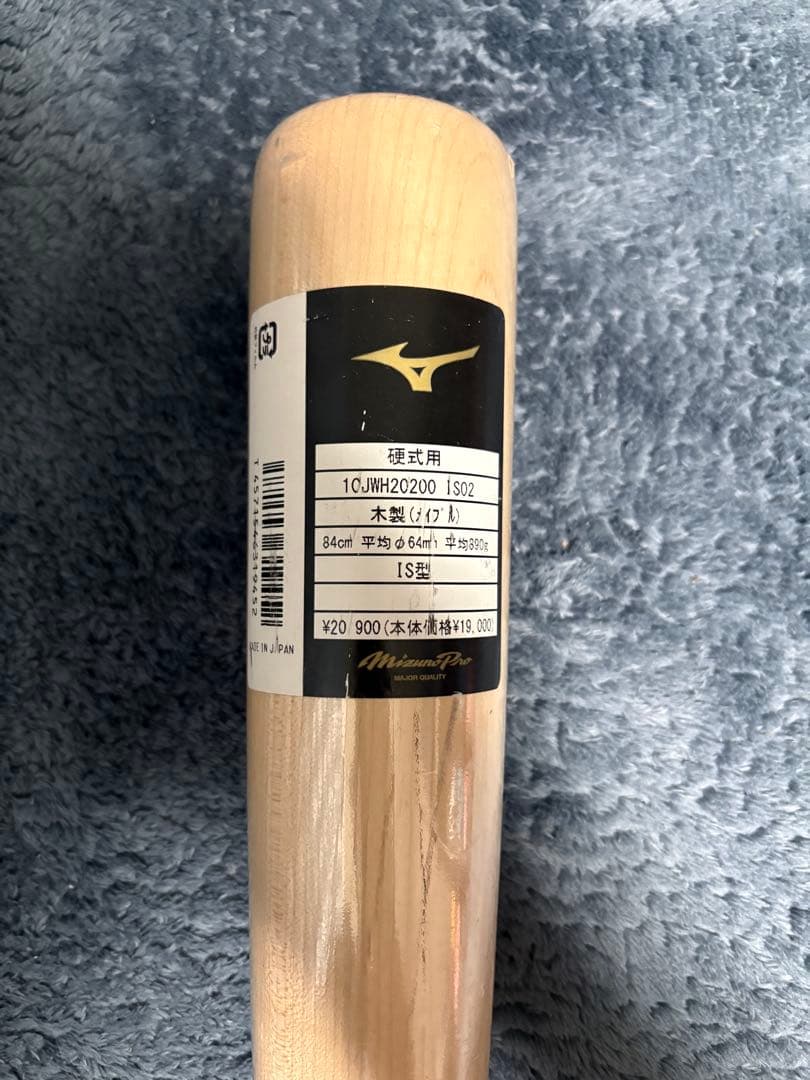 硬式用
1CJWH20200 IS02
木製(メイプル)
84cm 平均φ64mm 平均890g
IS型
¥20 900(本体価格¥19,000)
MizunoPro
MAJOR QUALITY
MADE IN JAPAN